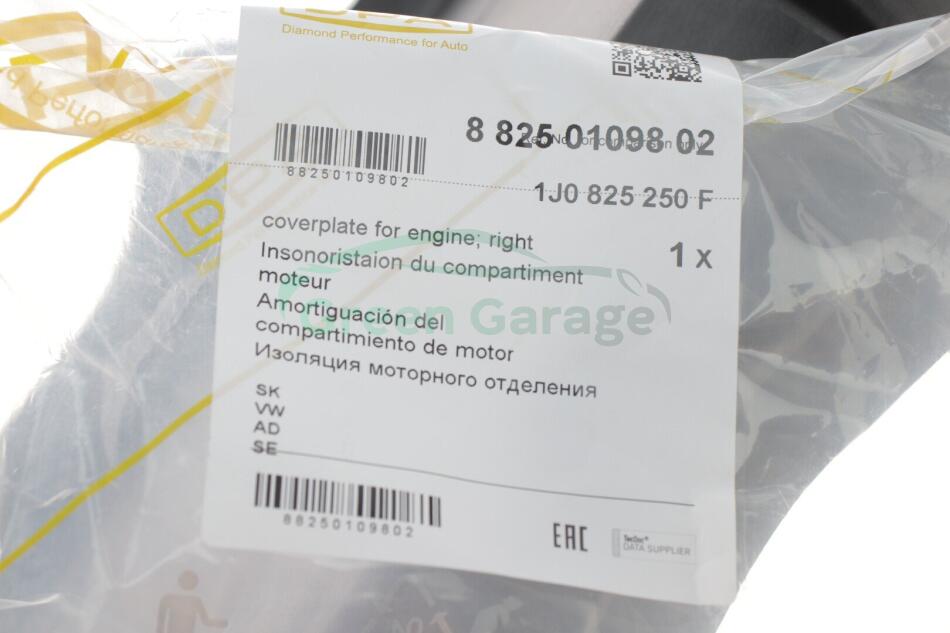 DPA
Diamond Performance for Auto
8 825 01098 02
88250109802
1J0 825 250 F
coverplate for engine; right
1 x
Insonoristaion du compartiment
moteur
Amortiguación del
compartimiento de motor
Изоляция моторного отделения
Green Garage
SK
VW
AD
SE
88250109802
EAC
TecDoc®
DATA SUPPLIER